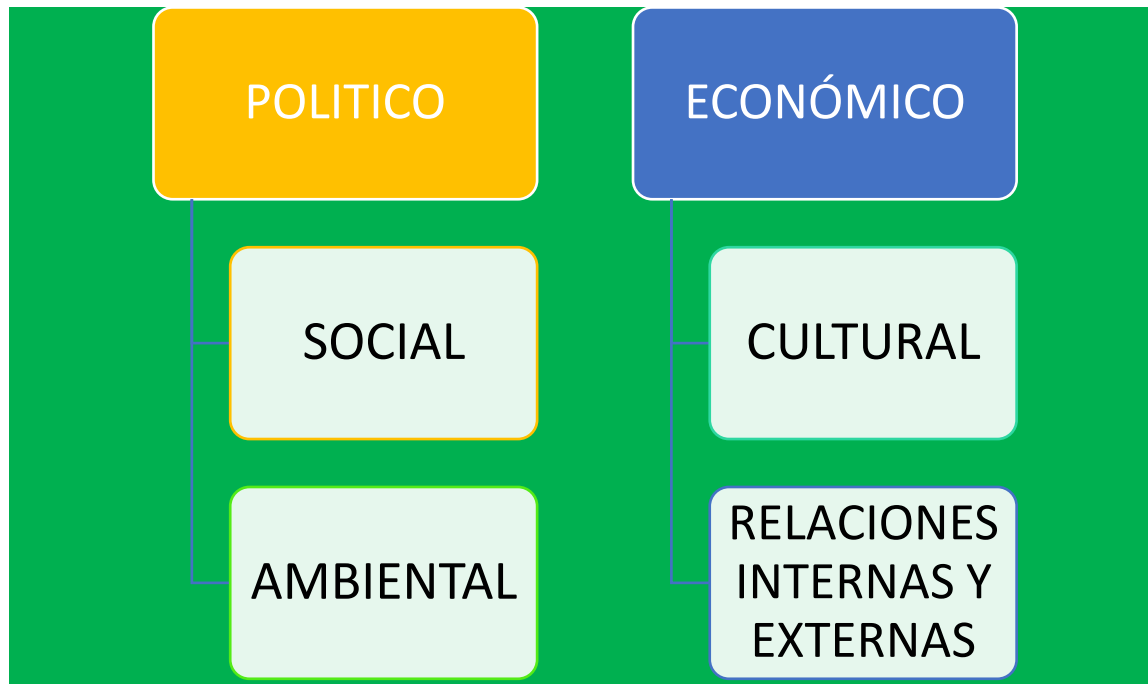 POLITICO
SOCIAL
AMBIENTAL
ECONÓMICO
CULTURAL
RELACIONES
INTERNAS Y
EXTERNAS